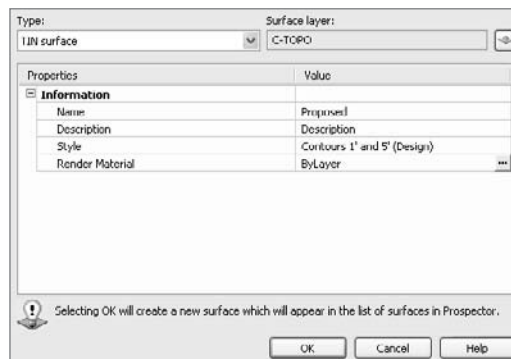 Type: Surface layer:
TIN surface C-TOPO
Properties Value
Information
Name Proposed
Description Description
Style Contours 1' and 5' (Design)
Render Material ByLayer ...
Selecting OK will create a new surface which will appear in the list of surfaces in Prospector.
OK Cancel Help